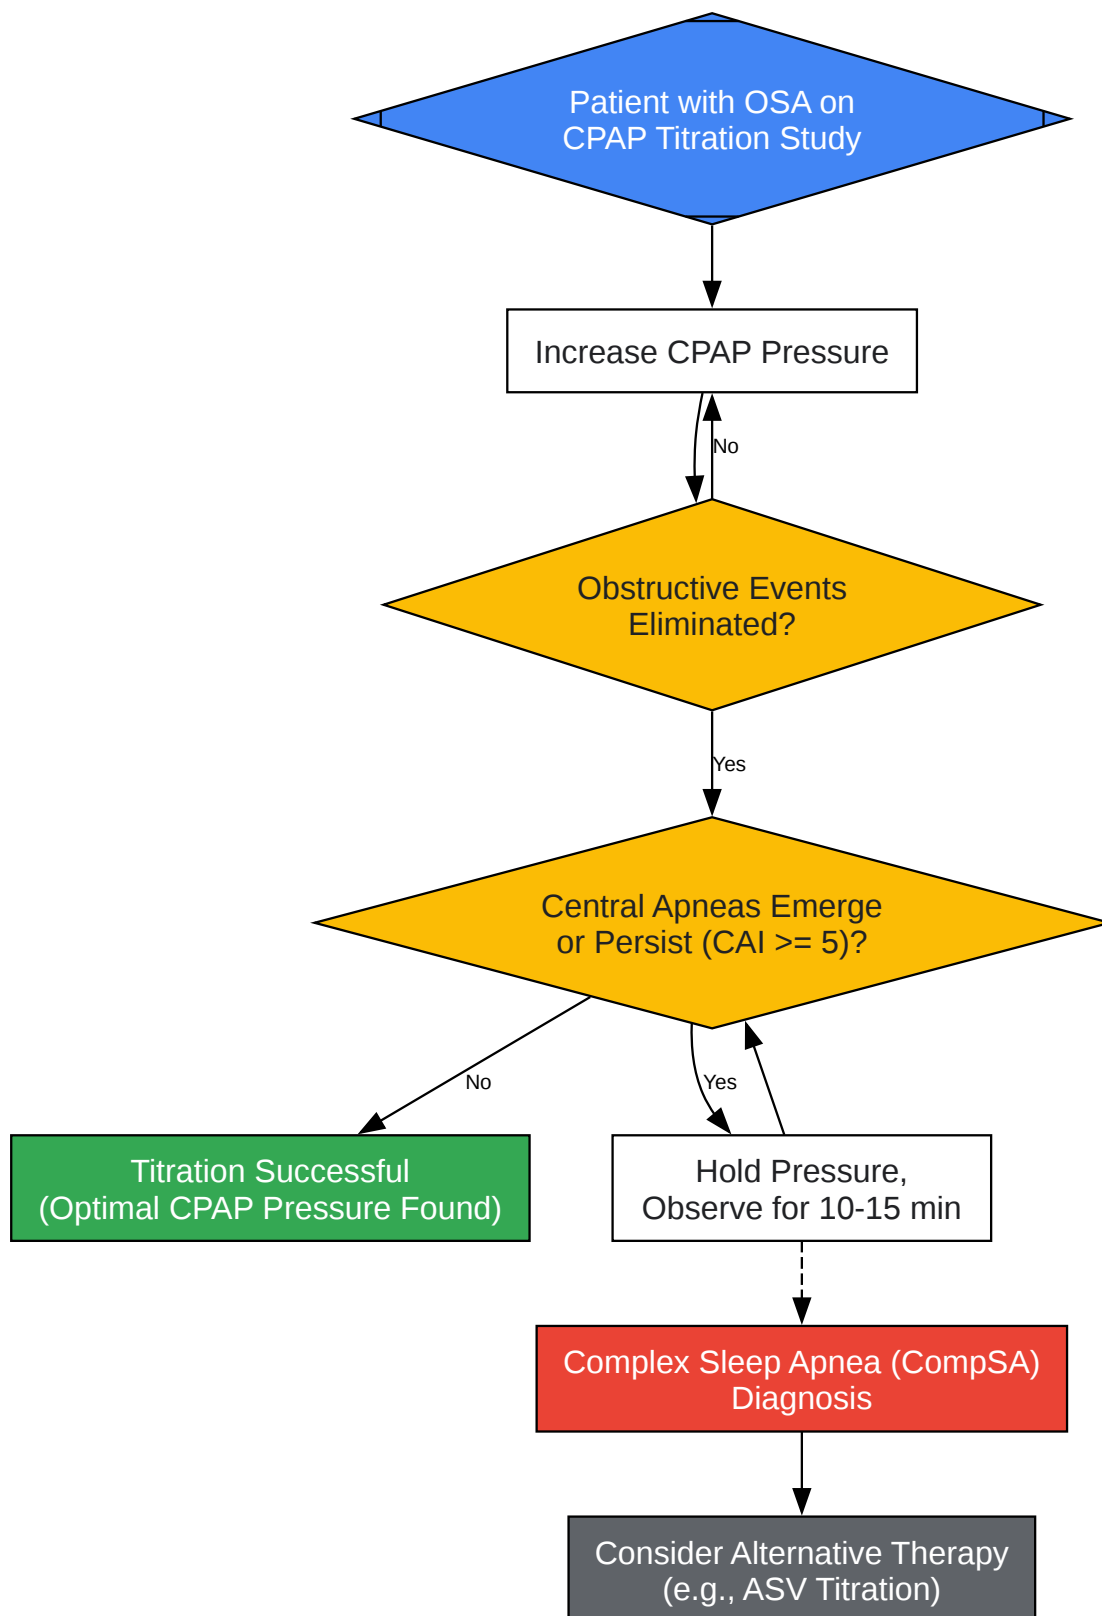 Patient with OSA on
CPAP Titration Study
Increase CPAP Pressure
No
Obstructive Events
Eliminated?
Yes
Central Apneas Emerge
or Persist (CAI >= 5)?
No
Yes
Titration Successful
(Optimal CPAP Pressure Found)
Hold Pressure,
Observe for 10-15 min
Complex Sleep Apnea (CompSA)
Diagnosis
Consider Alternative Therapy
(e.g., ASV Titration)